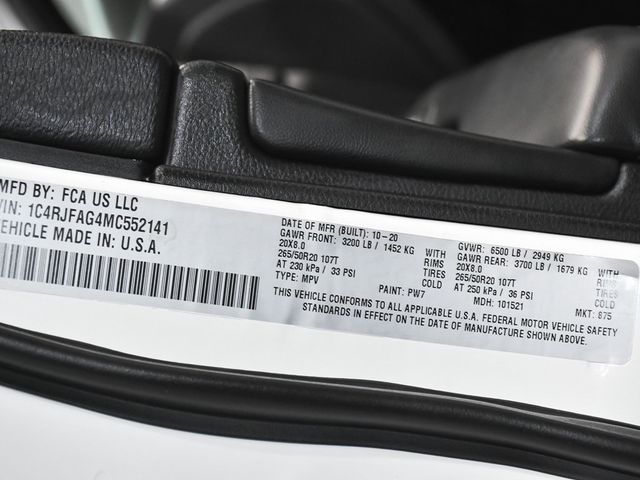 MFD BY: FCA US LLC
VIN: 1C4RJFAG4MC552141
VEHICLE MADE IN: U.S.A.
DATE OF MFR (BUILT): 10-20
GAWR FRONT: 3200 LB / 1452 KG WITH
20X8.0 RIMS
265/50R20 107T TIRES
AT 230 kPa / 33 PSI COLD
TYPE: MPV PAINT: PW7
GVWR: 6500 LB / 2949 KG
GAWR REAR: 3700 LB / 1679 KG WITH
20X8.0 RIMS
265/50R20 107T TIRES
AT 250 kPa / 36 PSI COLD
MDH: 101521 MKT: 875
THIS VEHICLE CONFORMS TO ALL APPLICABLE U.S.A. FEDERAL MOTOR VEHICLE SAFETY
STANDARDS IN EFFECT ON THE DATE OF MANUFACTURE SHOWN ABOVE.